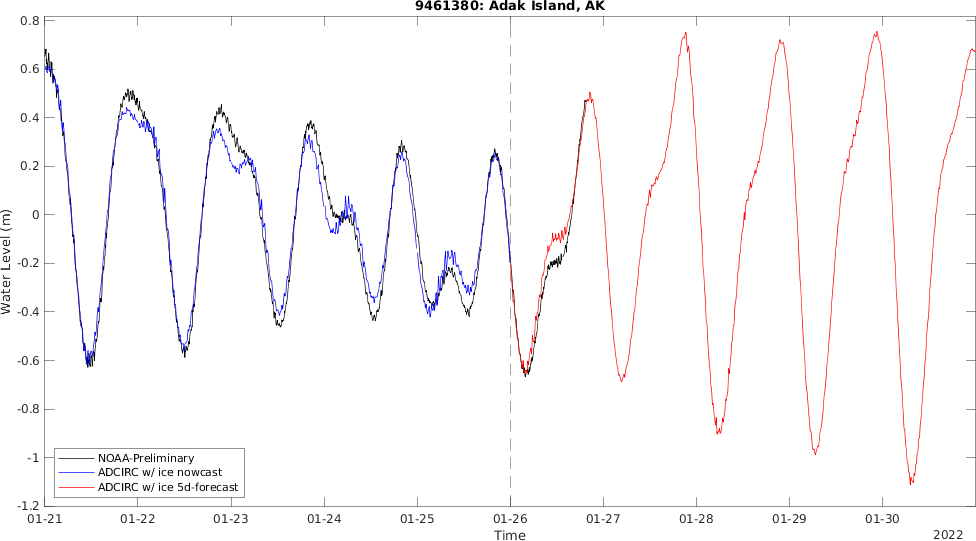 9461380: Adak Island, AK
0.8
0.6
0.4
0.2
0
-0.2
-0.4
-0.6
-0.8
-1
-1.2
Water Level (m)
NOAA-Preliminary
ADCIRC w/ ice nowcast
ADCIRC w/ ice 5d-forecast
01-21 01-22 01-23 01-24 01-25 01-26 01-27 01-28 01-29 01-30
Time
2022